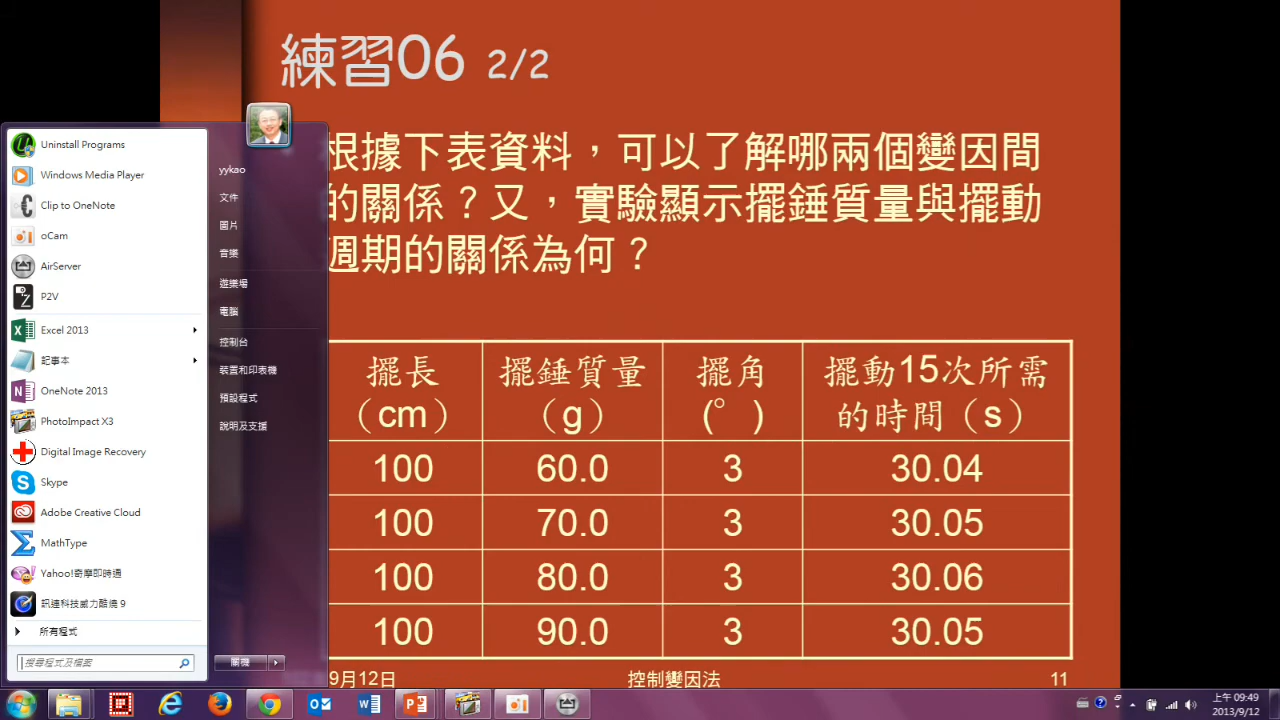 練習06 2/2
根據下表資料，可以了解哪兩個變因間
的關係？又，實驗顯示擺錘質量與擺動
週期的關係為何？
擺長（cm） 擺錘質量（g） 擺角(° ) 擺動15次所需的時間（s）
100 60.0 3 30.04
100 70.0 3 30.05
100 80.0 3 30.06
100 90.0 3 30.05
9月12日 控制變因法 11
Uninstall Programs
Windows Media Player
Clip to OneNote
oCam
AirServer
P2V
Excel 2013
記事本
OneNote 2013
PhotoImpact X3
Digital Image Recovery
Skype
Adobe Creative Cloud
MathType
Yahoo!奇摩即時通
訊連科技威力酷燒 9
所有程式
搜尋程式及檔案
yykao
文件
圖片
音樂
遊樂場
電腦
控制台
裝置和印表機
預設程式
說明及支援
關機
上午 09:49
2013/9/12